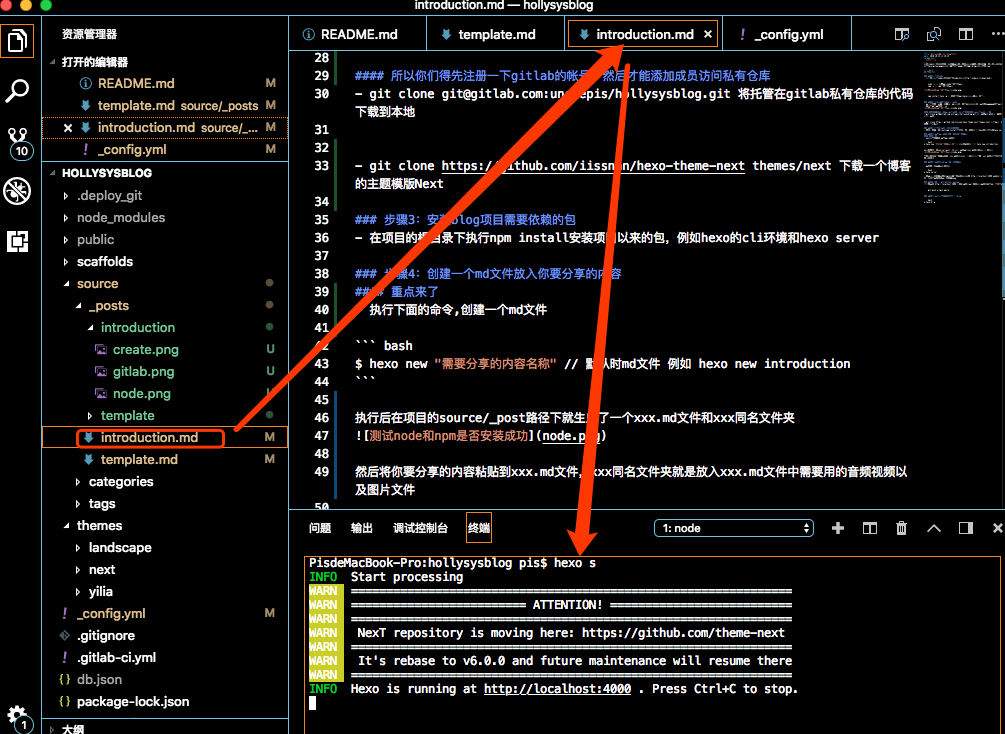 introduction.md — hollysysblog
资源管理器
打开的编辑器
README.md M
template.md source/_posts M
introduction.md source/_... M
! _config.yml M
10
HOLLYSYSBLOG
.deploy_git
node_modules
public
scaffolds
source
_posts
introduction
create.png U
gitlab.png U
node.png
template
introduction.md M
template.md M
categories
tags
themes
landscape
next
yilia
! _config.yml M
.gitignore
! .gitlab-ci.yml
{} db.json
{} package-lock.json
大纲
1
README.md
template.md
introduction.md
! _config.yml
28
29 #### 所以你们得先注册一下gitlab的帐号 然后才能添加成员访问私有仓库
30 - git clone git@gitlab.com: hollysysblog.git 将托管在gitlab私有仓库的代码
下载到本地
31
32
33 - git clone https://github.com/iissnan/hexo-theme-next themes/next 下载一个博客
的主题模版Next
34
35 ### 步骤3：安装blog项目需要依赖的包
36 - 在项目的根目录下执行npm install安装项目以来的包，例如hexo的cli环境和hexo server
37
38 ### 步骤4：创建一个md文件放入你要分享的内容
39 #### 重点来了
40 执行下面的命令,创建一个md文件
41
42 ``` bash
43 $ hexo new "需要分享的内容名称" // 默认时md文件 例如 hexo new introduction
44 ```
45
46 执行后在项目的source/_post路径下就生成了一个xxx.md文件和xxx同名文件夹
47 ![测试node和npm是否安装成功](node.png)
48
49 然后将你要分享的内容粘贴到xxx.md文件, xxx同名文件夹就是放入xxx.md文件中需要用的音频视频以
及图片文件
50
问题 输出 调试控制台 终端 1: node
PisdeMacBook-Pro:hollysysblog pis$ hexo s
INFO Start processing
WARN ===============================================================
WARN ========================= ATTENTION! ==========================
WARN ===============================================================
WARN NexT repository is moving here: https://github.com/theme-next
WARN ===============================================================
WARN It's rebase to v6.0.0 and future maintenance will resume there
WARN ===============================================================
INFO Hexo is running at http://localhost:4000 . Press Ctrl+C to stop.